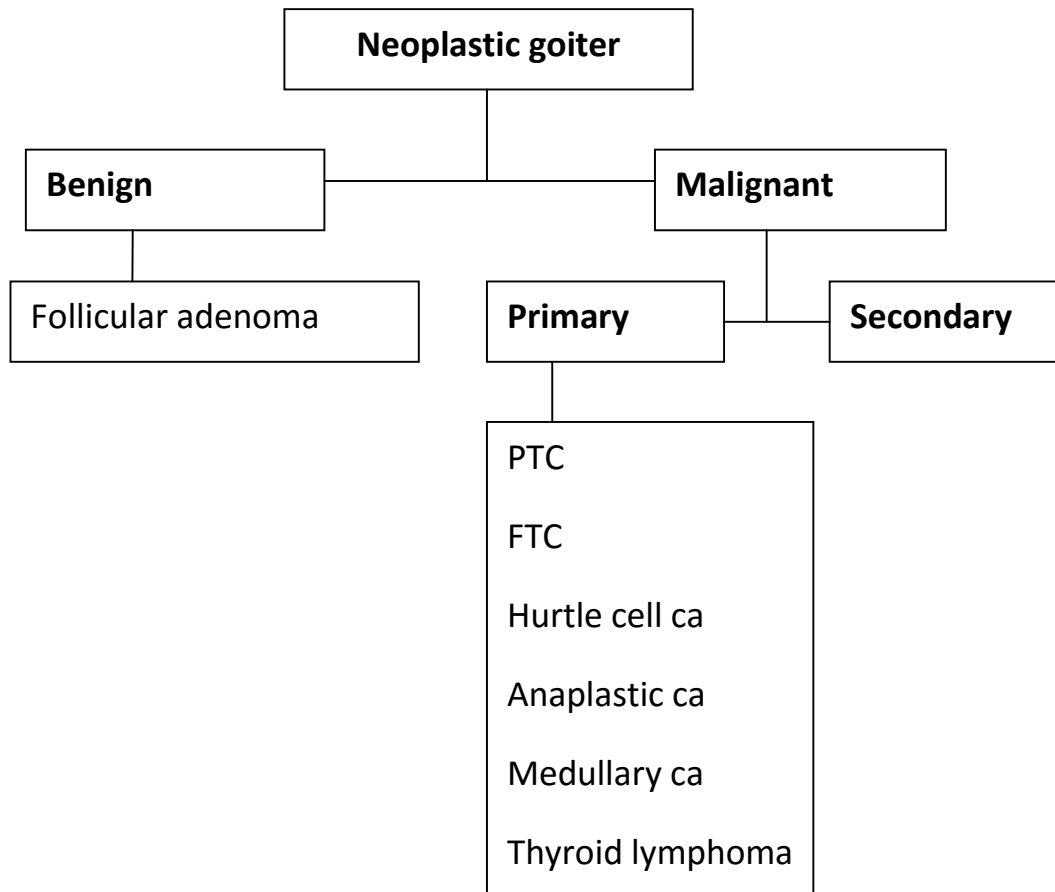 Neoplastic goiter
Benign
Malignant
Follicular adenoma
Primary
Secondary
PTC
FTC
Hurtle cell ca
Anaplastic ca
Medullary ca
Thyroid lymphoma